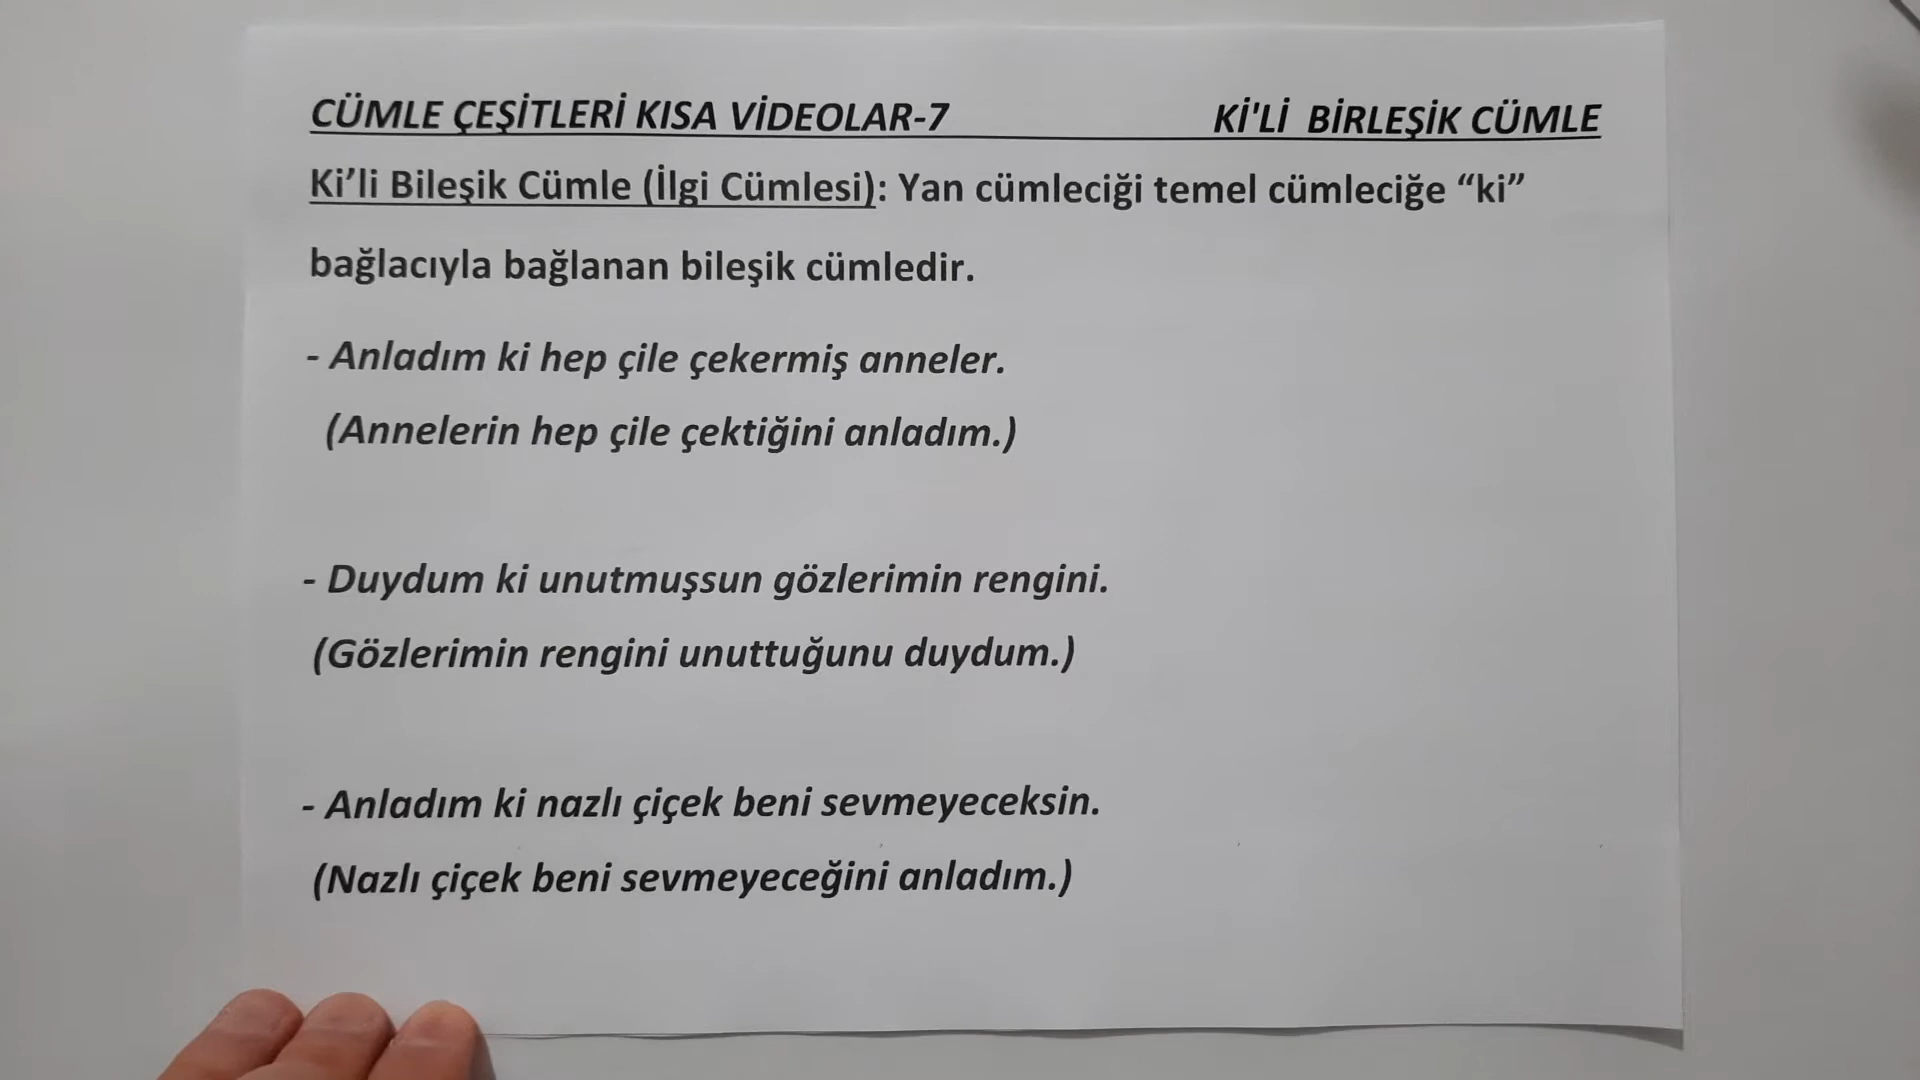 CÜMLE ÇEŞİTLERİ KISA VİDEOLAR-7 Kİ'Lİ BİRLEŞİK CÜMLE
Ki’li Bileşik Cümle (İlgi Cümlesi): Yan cümleciği temel cümleciğe “ki”
bağlacıyla bağlanan bileşik cümledir.
- Anladım ki hep çile çekermiş anneler.
(Annelerin hep çile çektiğini anladım.)
- Duydum ki unutmuşsun gözlerimin rengini.
(Gözlerimin rengini unuttuğunu duydum.)
- Anladım ki nazlı çiçek beni sevmeyeceksin.
(Nazlı çiçek beni sevmeyeceğini anladım.)